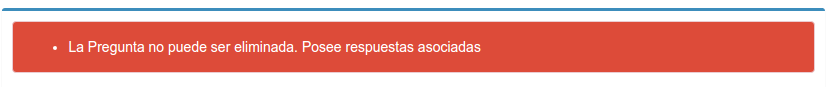 La Pregunta no puede ser eliminada. Posee respuestas asociadas